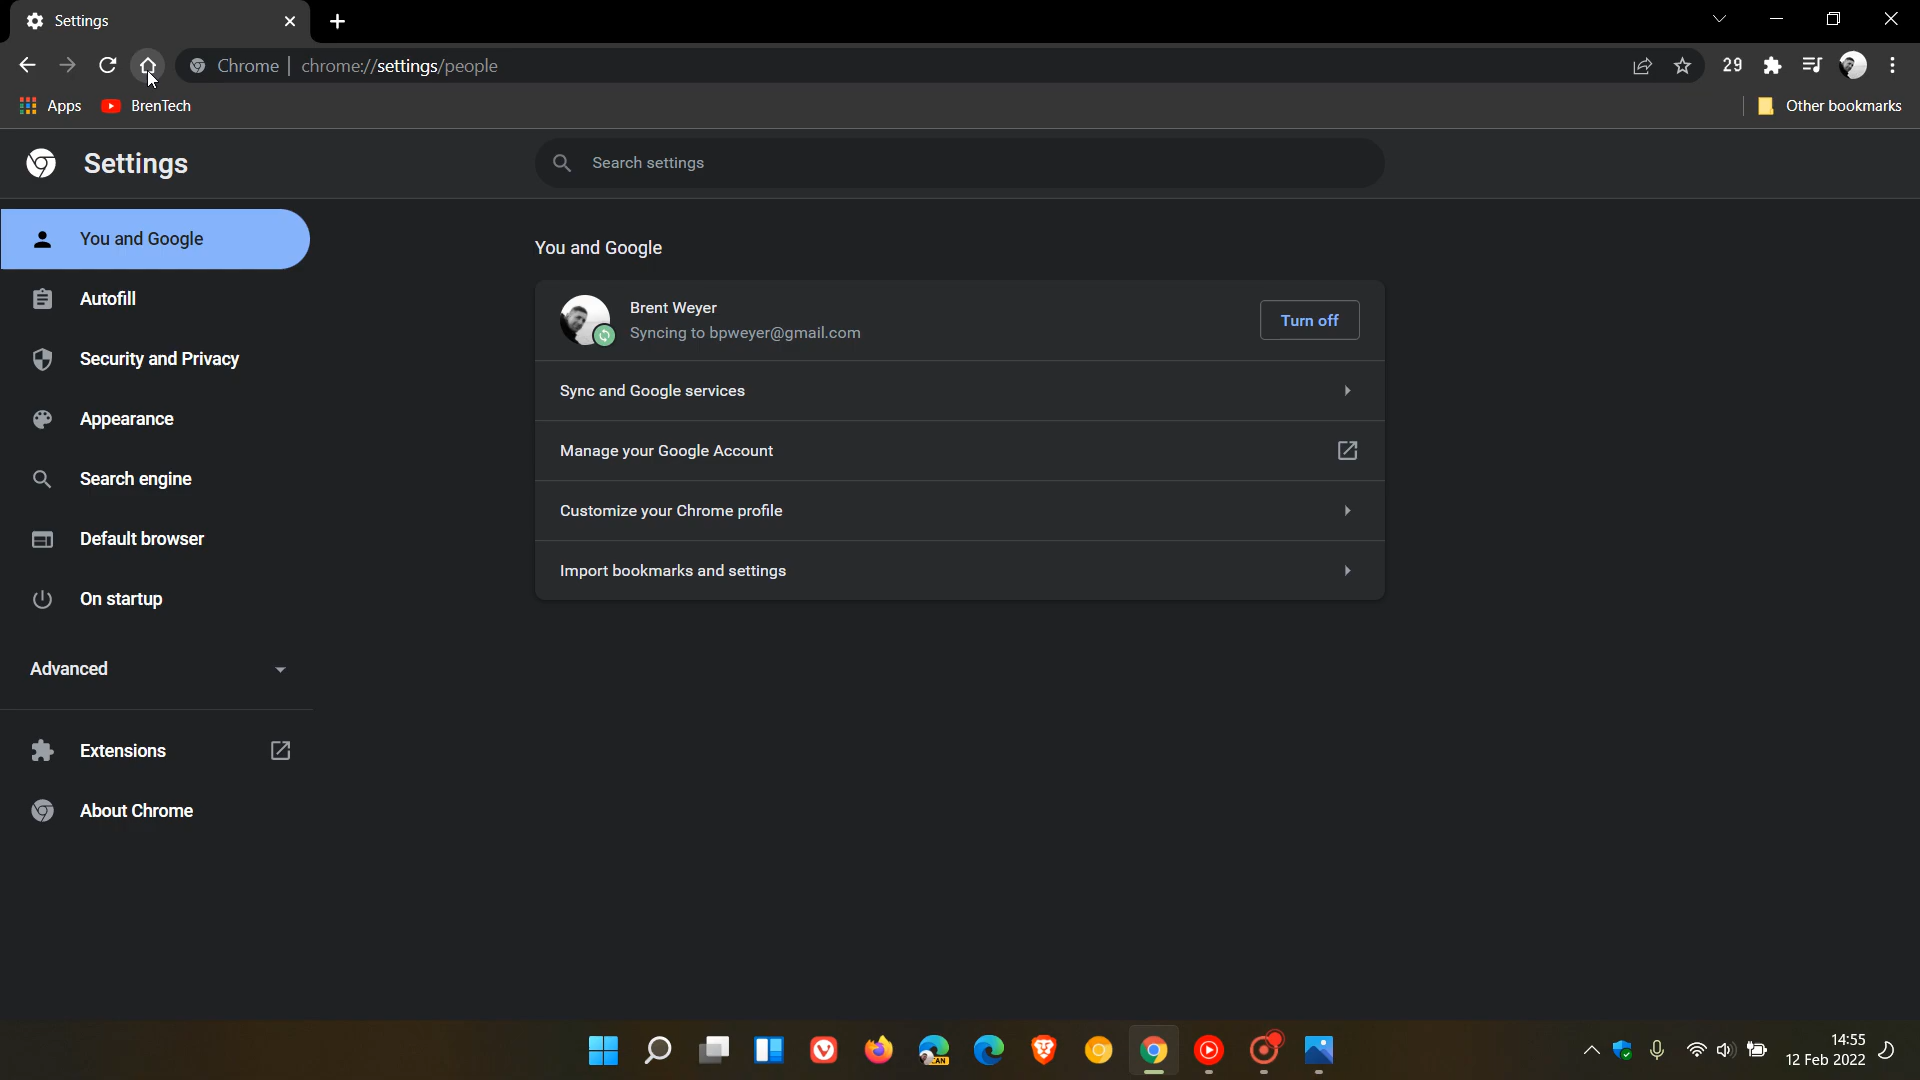 Settings
Chrome | chrome://settings/people
29
Apps
BrenTech
Other bookmarks
Settings
Search settings
You and Google
Autofill
Security and Privacy
Appearance
Search engine
Default browser
On startup
Advanced
Extensions
About Chrome
You and Google
Brent Weyer
Syncing to bpweyer@gmail.com
Turn off
Sync and Google services
Manage your Google Account
Customize your Chrome profile
Import bookmarks and settings
CAN
14:55
12 Feb 2022